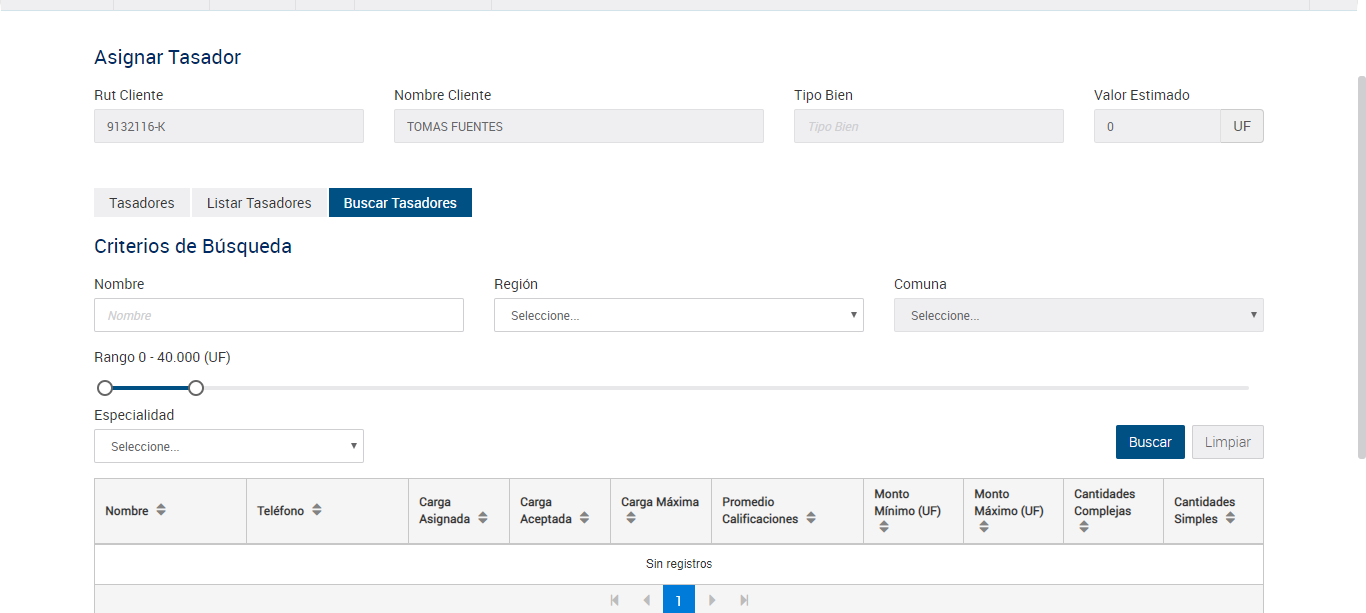 Asignar Tasador
Rut Cliente Nombre Cliente Tipo Bien Valor Estimado
9132116-K TOMAS FUENTES Tipo Bien 0 UF
Tasadores Listar Tasadores Buscar Tasadores
Criterios de Búsqueda
Nombre Región Comuna
Nombre Seleccione... Seleccione...
Rango 0 - 40.000 (UF)
Especialidad
Seleccione...
Buscar Limpiar
Nombre Teléfono Carga Asignada Carga Aceptada Carga Máxima Promedio Calificaciones Monto Mínimo (UF) Monto Máximo (UF) Cantidades Complejas Cantidades Simples
Sin registros
1